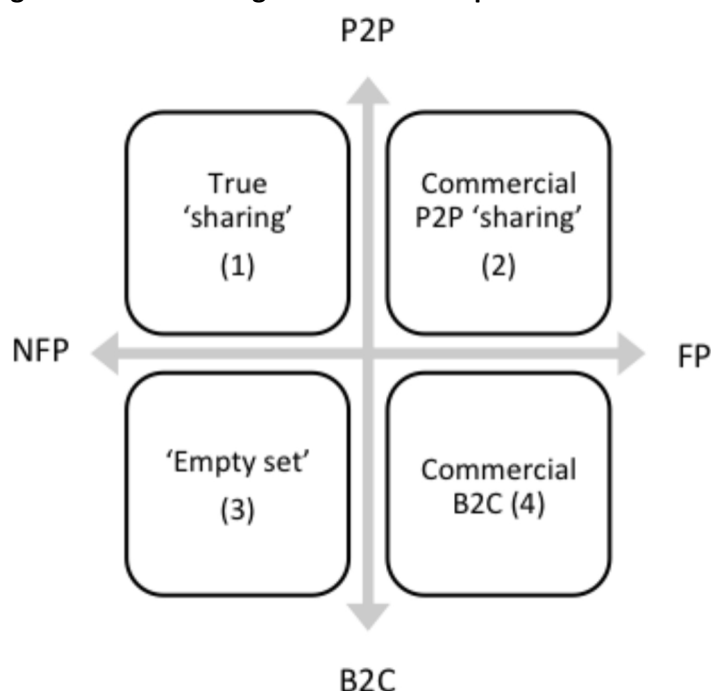 P2P
True
‘sharing’
(1)
Commercial
P2P ‘sharing’
(2)
NFP
FP
‘Empty set’
(3)
Commercial
B2C (4)
B2C